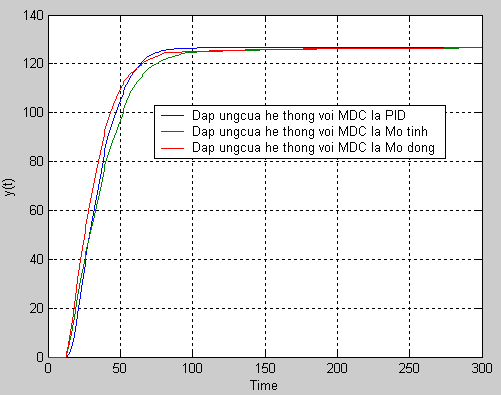 140
120
100
80
60
40
20
0
y(t)
Dap ungcua he thong voi MDC la PID
Dap ungcua he thong voi MDC la Mo tinh
Dap ungcua he thong voi MDC la Mo dong
0 50 100 150 200 250 300
Time